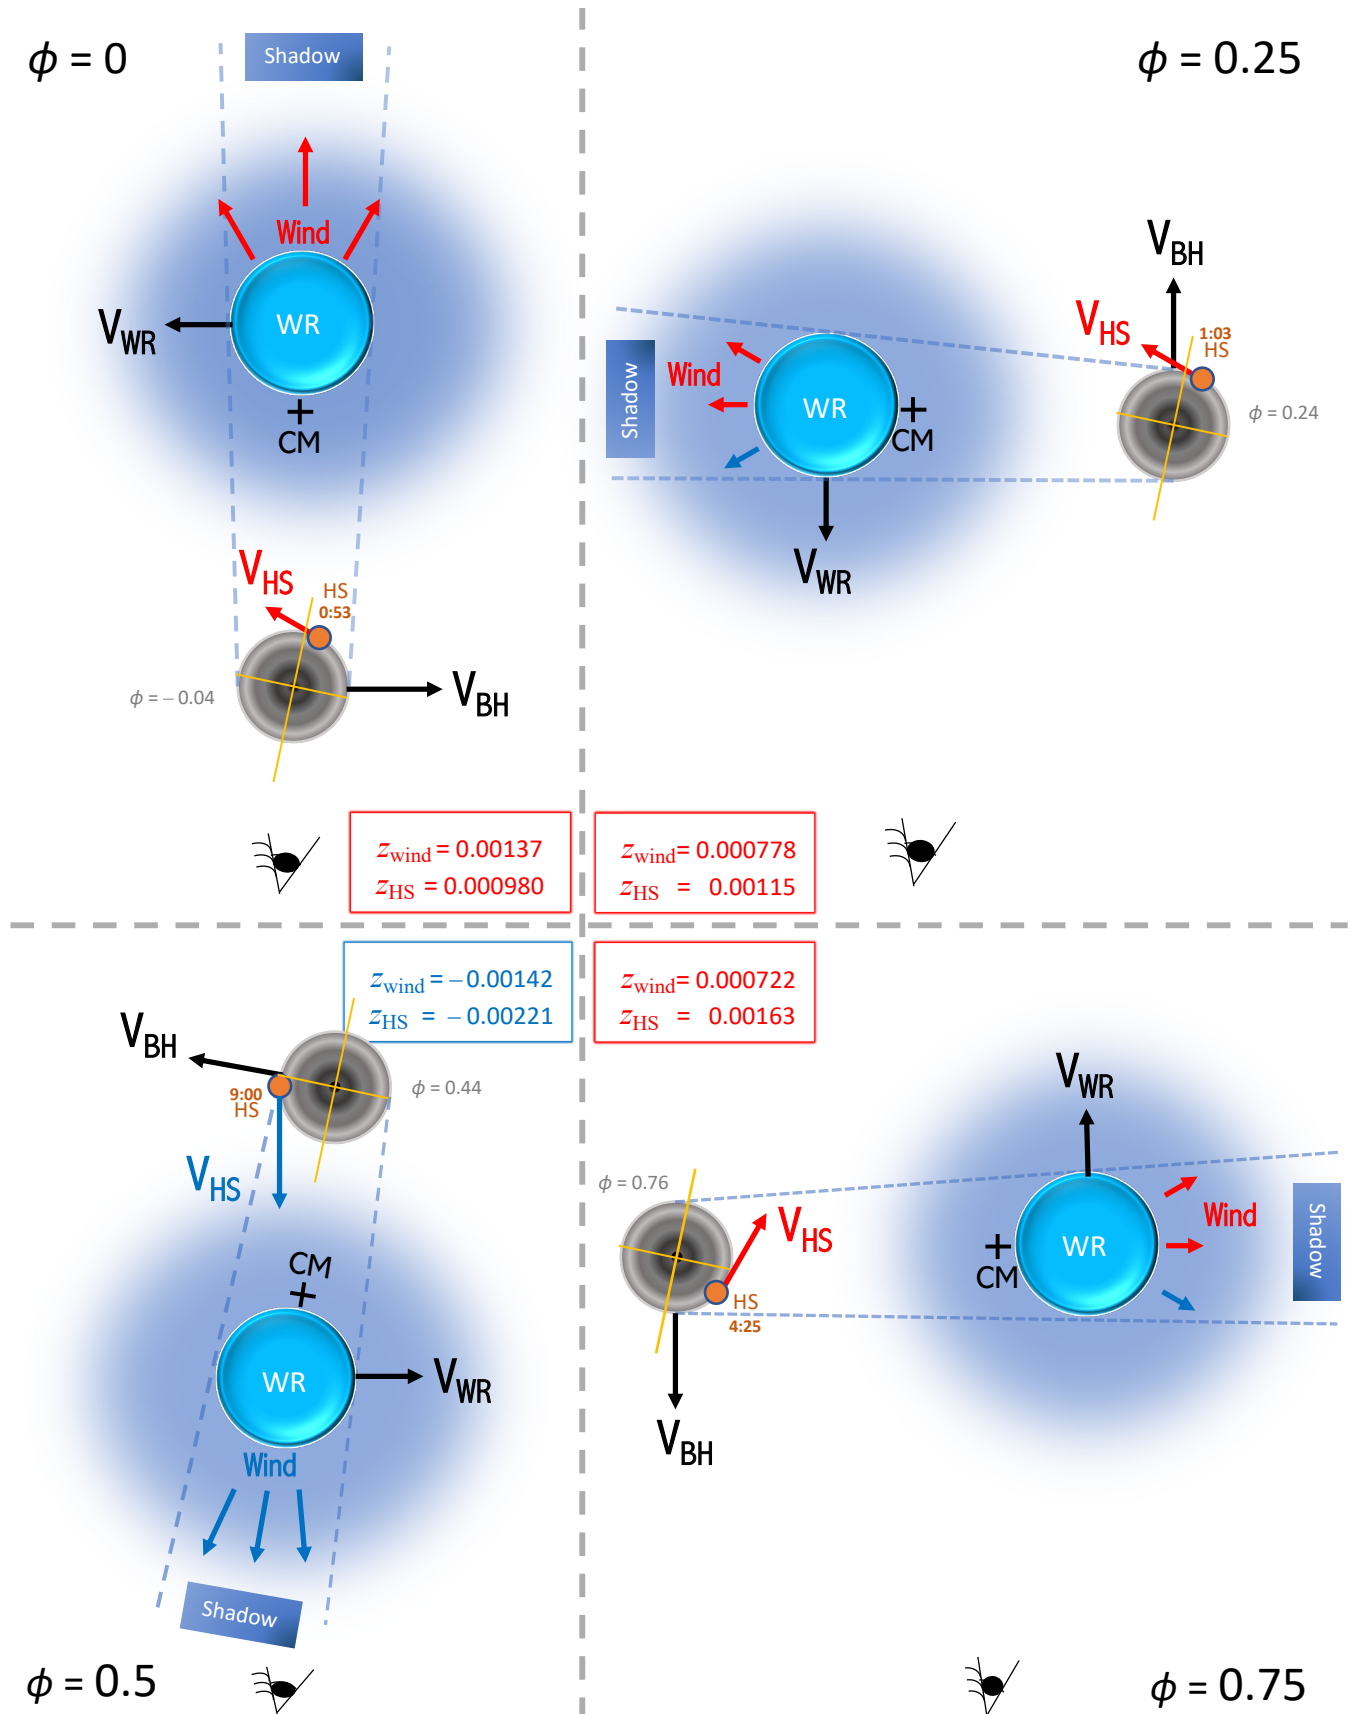 ϕ = 0
Shadow
Wind
WR
V_WR
CM
V_HS
HS
0:53
ϕ = – 0.04
V_BH
z_wind = 0.00137
z_HS = 0.000980
ϕ = 0.25
V_BH
V_HS
1:03
HS
ϕ = 0.24
Shadow
Wind
WR
CM
V_WR
z_wind = 0.000778
z_HS = 0.00115
z_wind = – 0.00142
z_HS = – 0.00221
V_BH
9:00
HS
ϕ = 0.44
V_HS
CM
WR
V_WR
Wind
Shadow
ϕ = 0.5
z_wind = 0.000722
z_HS = 0.00163
V_WR
ϕ = 0.76
V_HS
Wind
WR
CM
Shadow
HS
4:25
V_BH
ϕ = 0.75